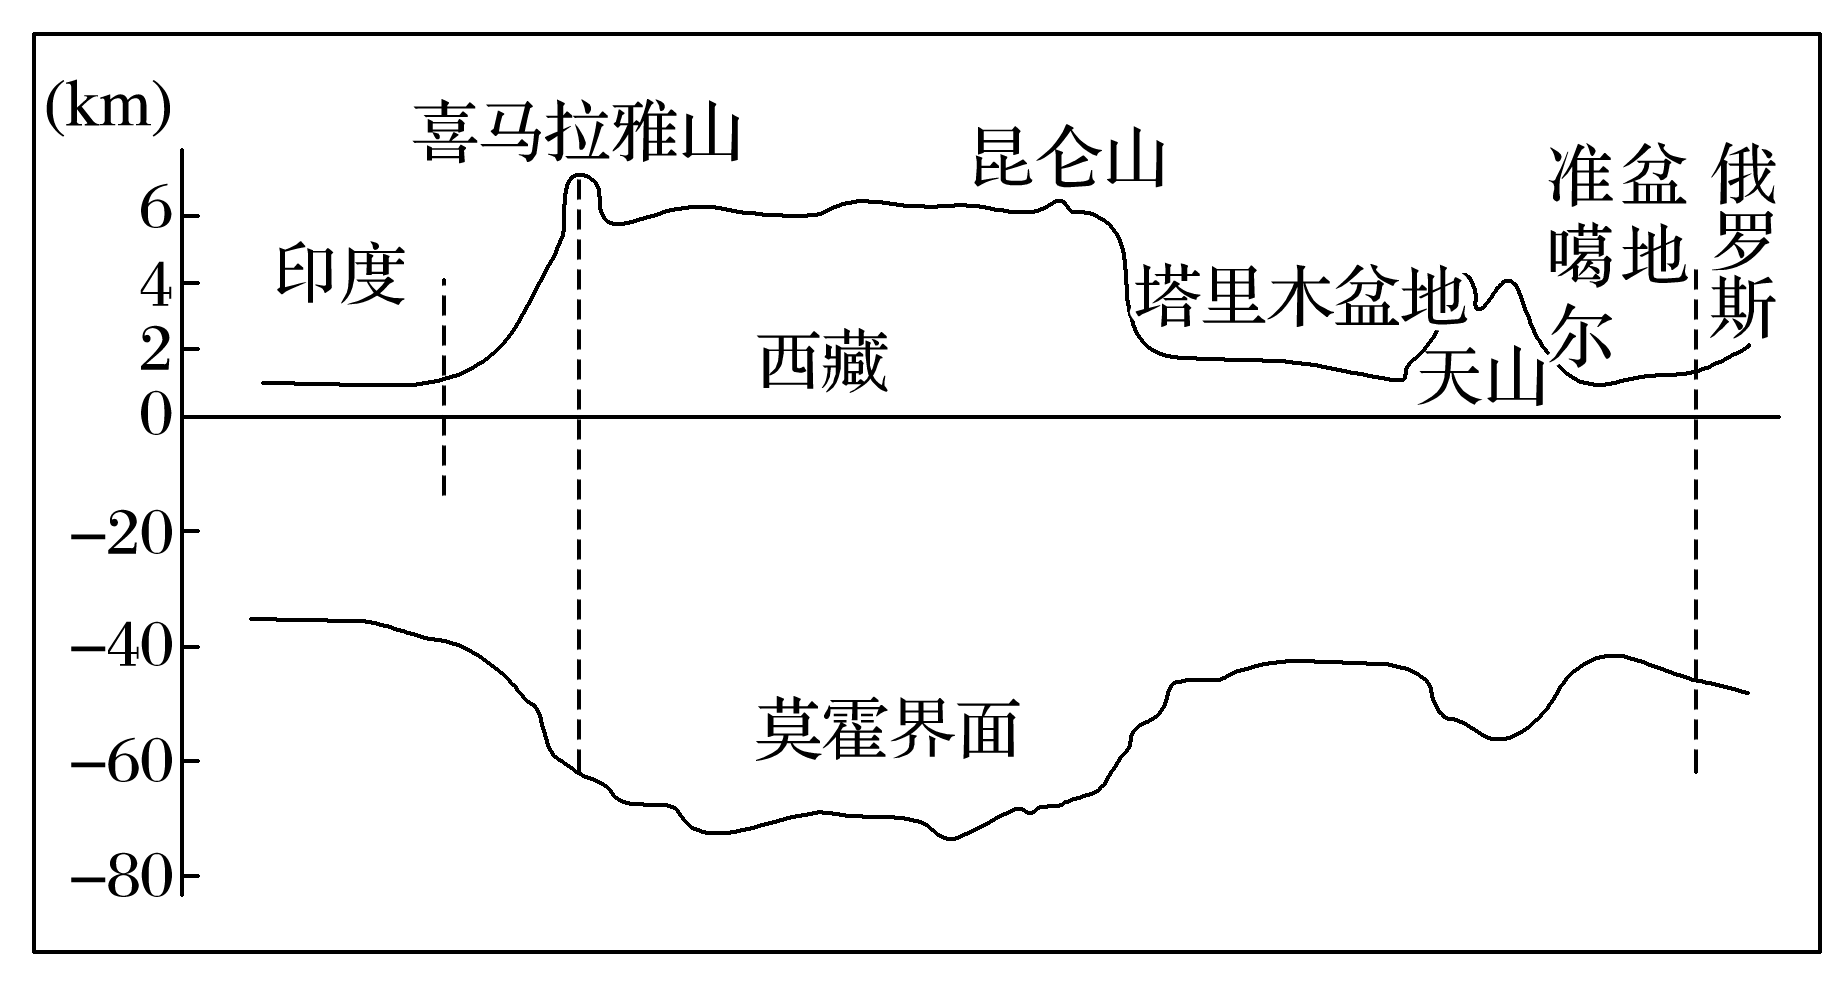 (km)
喜马拉雅山
昆仑山
准噶尔
盆地
俄罗斯
6
印度
4
塔里木盆地
2
西藏
天山
0
−20
−40
莫霍界面
−60
−80